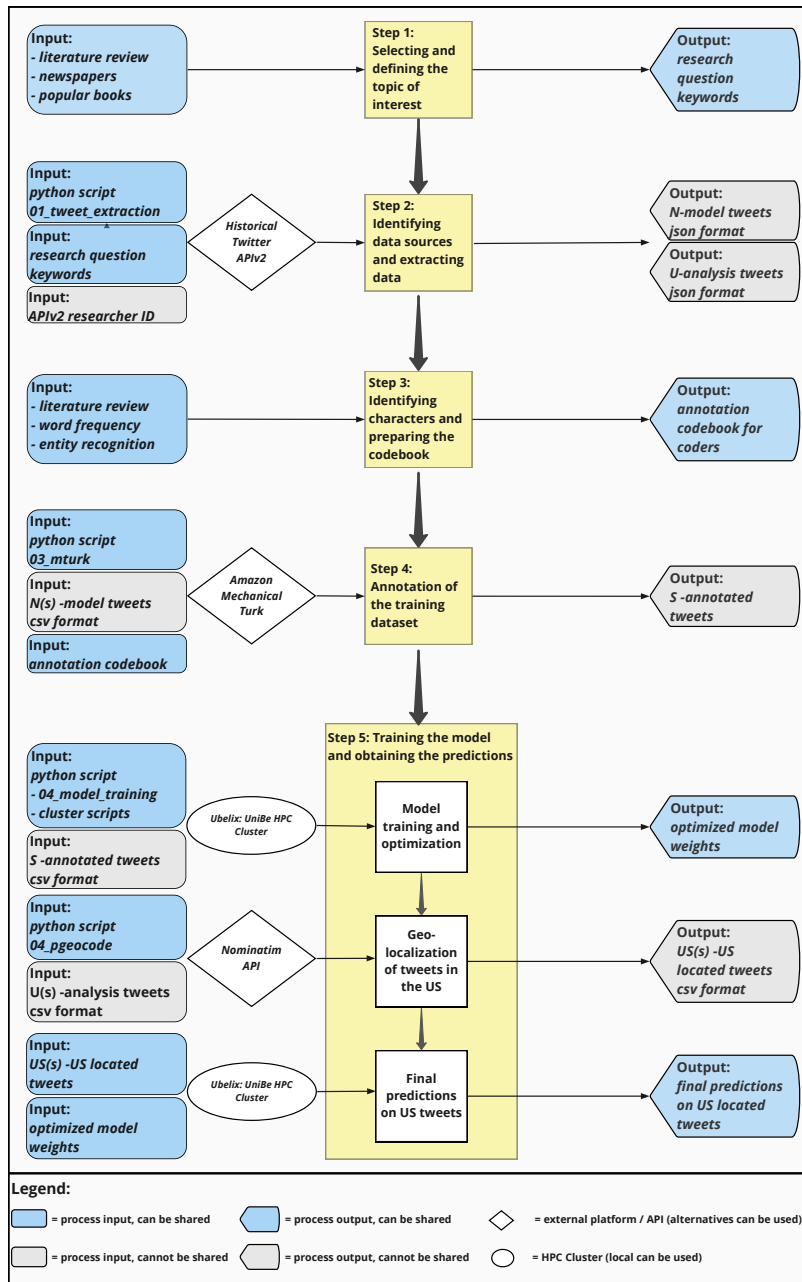 Input:
- literature review
- newspapers
- popular books
Step 1:
Selecting and
defining the
topic of
interest
Output:
research
question
keywords
Input:
python script
01_tweet_extraction
Input:
research question
keywords
Input:
APIv2 researcher ID
Historical
Twitter
APIv2
Step 2:
Identifying
data sources
and extracting
data
Output:
N-model tweets
json format
Output:
U-analysis tweets
json format
Input:
- literature review
- word frequency
- entity recognition
Step 3:
Identifying
characters and
preparing the
codebook
Output:
annotation
codebook for
coders
Input:
python script
03_mturk
Input:
N(s) -model tweets
csv format
Input:
annotation codebook
Amazon
Mechanical
Turk
Step 4:
Annotation of
the training
dataset
Output:
S -annotated
tweets
Step 5: Training the model
and obtaining the predictions
Input:
python script
- 04_model_training
- cluster scripts
Input:
S -annotated tweets
csv format
Ubelix: UniBe HPC
Cluster
Model
training and
optimization
Output:
optimized model
weights
Input:
python script
04_pgeocode
Input:
U(s) -analysis tweets
csv format
Nominatim
API
Geo-
localization
of tweets in
the US
Output:
US(s) -US
located tweets
csv format
Input:
US(s) -US located
tweets
Input:
optimized model
weights
Ubelix: UniBe HPC
Cluster
Final
predictions
on US tweets
Output:
final predictions
on US located
tweets
Legend:
= process input, can be shared
= process output, can be shared
= external platform / API (alternatives can be used)
= process input, cannot be shared
= process output, cannot be shared
= HPC Cluster (local can be used)